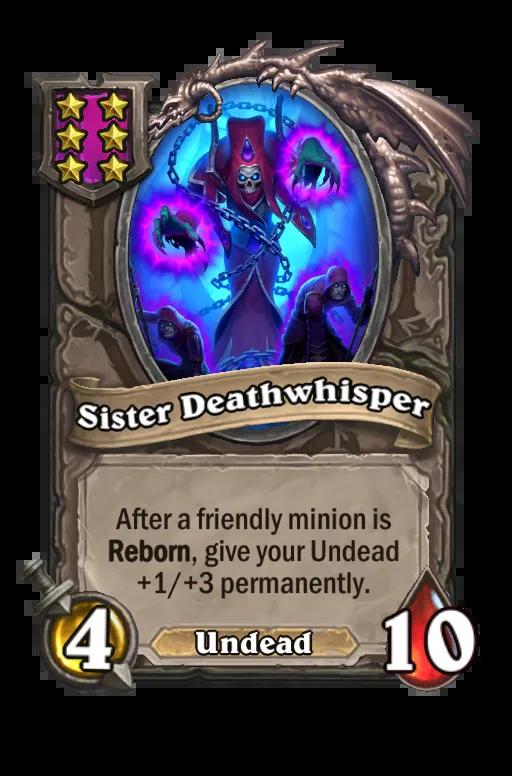 Sister Deathwhisper
After a friendly minion is
Reborn, give your Undead
+1/+3 permanently.
4
Undead
10